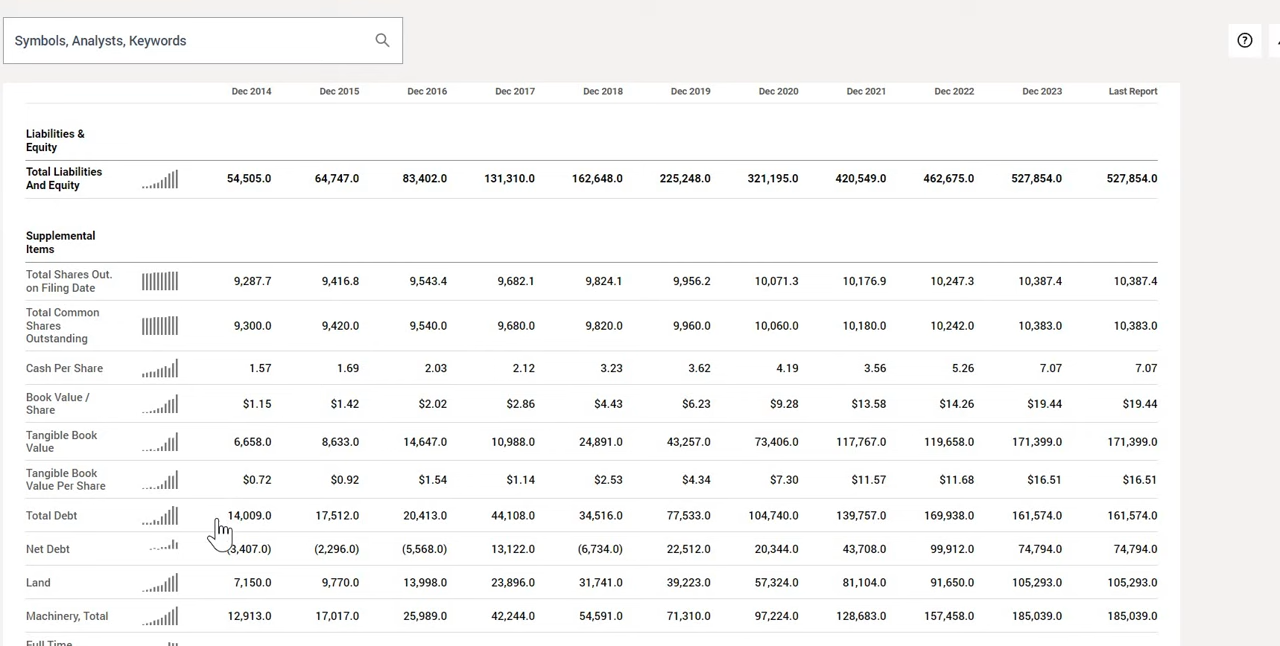 Symbols, Analysts, Keywords
Dec 2014 Dec 2015 Dec 2016 Dec 2017 Dec 2018 Dec 2019 Dec 2020 Dec 2021 Dec 2022 Dec 2023 Last Report
Liabilities &
Equity
Total Liabilities
And Equity 54,505.0 64,747.0 83,402.0 131,310.0 162,648.0 225,248.0 321,195.0 420,549.0 462,675.0 527,854.0 527,854.0
Supplemental
Items
Total Shares Out.
on Filing Date 9,287.7 9,416.8 9,543.4 9,682.1 9,824.1 9,956.2 10,071.3 10,176.9 10,247.3 10,387.4 10,387.4
Total Common
Shares
Outstanding 9,300.0 9,420.0 9,540.0 9,680.0 9,820.0 9,960.0 10,060.0 10,180.0 10,242.0 10,383.0 10,383.0
Cash Per Share 1.57 1.69 2.03 2.12 3.23 3.62 4.19 3.56 5.26 7.07 7.07
Book Value /
Share $1.15 $1.42 $2.02 $2.86 $4.43 $6.23 $9.28 $13.58 $14.26 $19.44 $19.44
Tangible Book
Value 6,658.0 8,633.0 14,647.0 10,988.0 24,891.0 43,257.0 73,406.0 117,767.0 119,658.0 171,399.0 171,399.0
Tangible Book
Value Per Share $0.72 $0.92 $1.54 $1.14 $2.53 $4.34 $7.30 $11.57 $11.68 $16.51 $16.51
Total Debt 14,009.0 17,512.0 20,413.0 44,108.0 34,516.0 77,533.0 104,740.0 139,757.0 169,938.0 161,574.0 161,574.0
Net Debt 3,407.0) (2,296.0) (5,568.0) 13,122.0 (6,734.0) 22,512.0 20,344.0 43,708.0 99,912.0 74,794.0 74,794.0
Land 7,150.0 9,770.0 13,998.0 23,896.0 31,741.0 39,223.0 57,324.0 81,104.0 91,650.0 105,293.0 105,293.0
Machinery, Total 12,913.0 17,017.0 25,989.0 42,244.0 54,591.0 71,310.0 97,224.0 128,683.0 157,458.0 185,039.0 185,039.0
Full Time